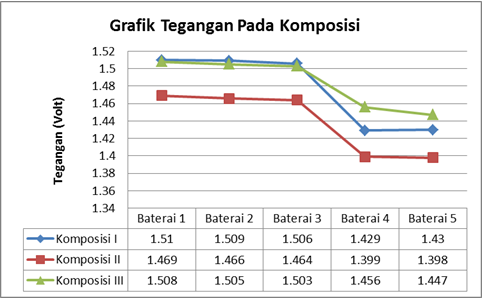 Grafik Tegangan Pada Komposisi
Tegangan (Volt)
1.52
1.5
1.48
1.46
1.44
1.42
1.4
1.38
1.36
1.34
Baterai 1 Baterai 2 Baterai 3 Baterai 4 Baterai 5
Komposisi I 1.51 1.509 1.506 1.429 1.43
Komposisi II 1.469 1.466 1.464 1.399 1.398
Komposisi III 1.508 1.505 1.503 1.456 1.447